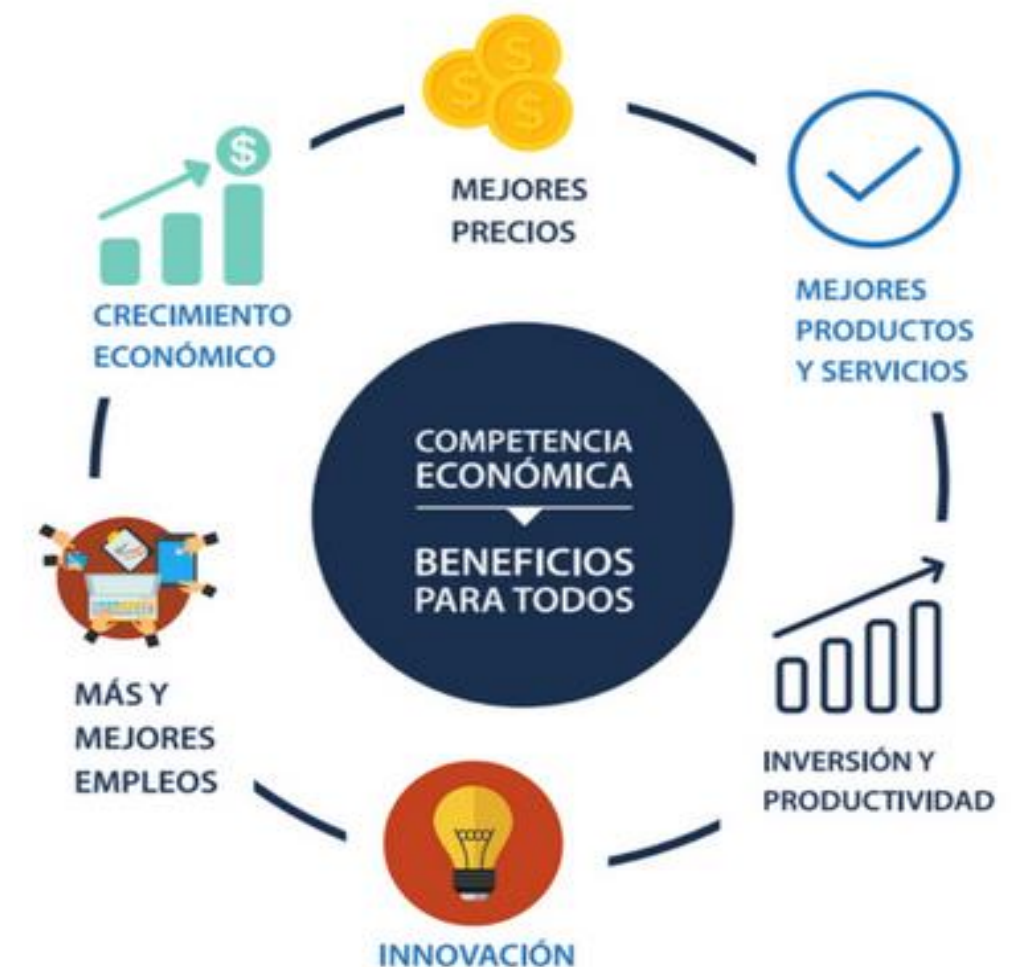 MEJORES
PRECIOS
MEJORES
PRODUCTOS
Y SERVICIOS
INVERSIÓN Y
PRODUCTIVIDAD
INNOVACIÓN
MÁS Y
MEJORES
EMPLEOS
CRECIMIENTO
ECONÓMICO
COMPETENCIA
ECONÓMICA
BENEFICIOS
PARA TODOS